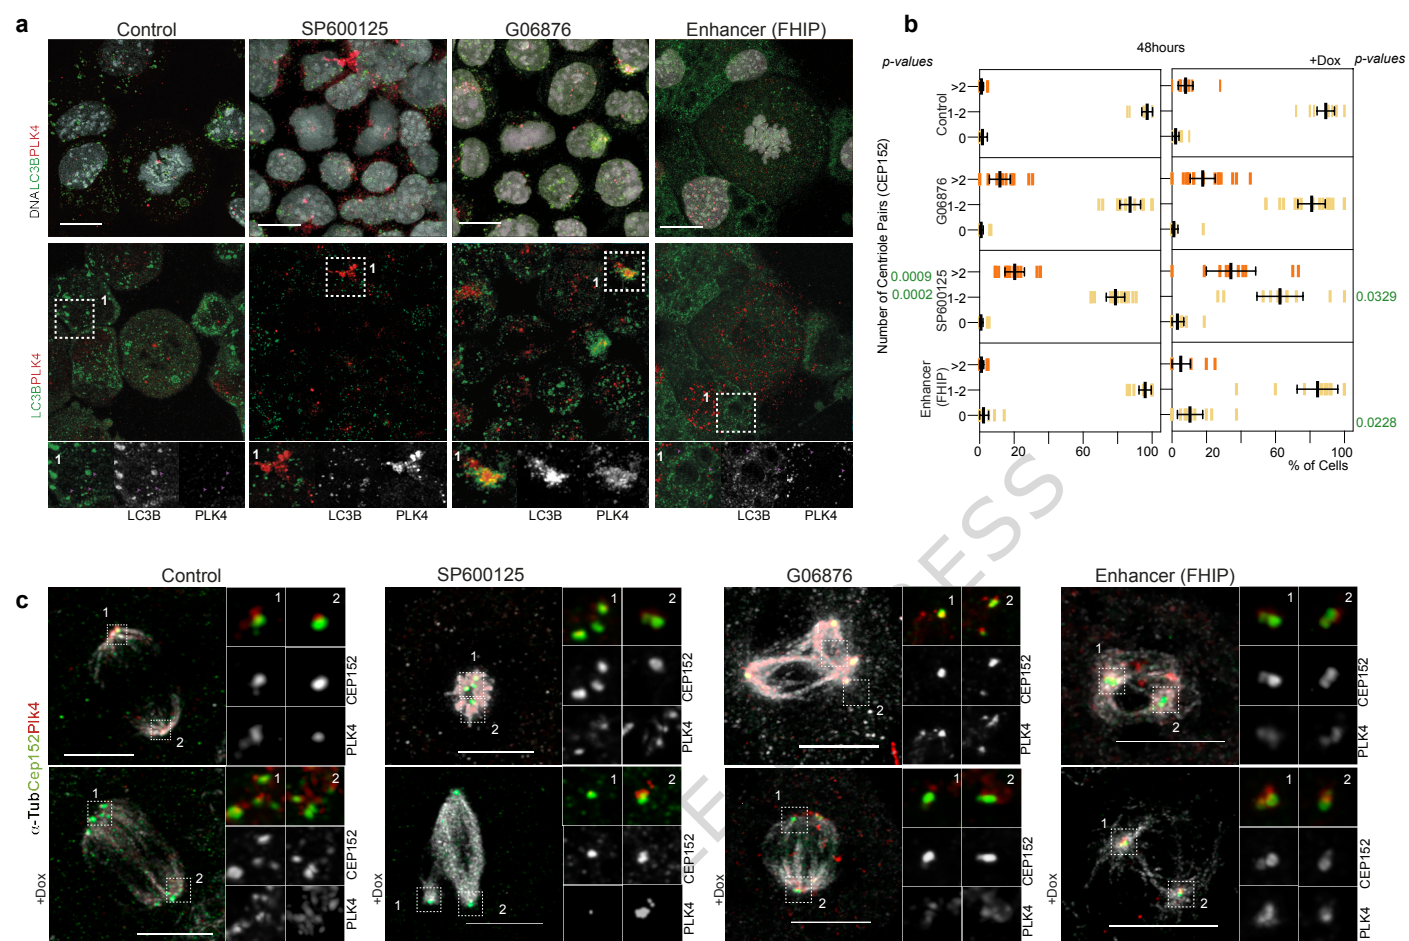 a
Control
SP600125
G06876
Enhancer (FHIP)
DNALC3BPLK4
LC3BPLK4
1
1
1
1
1
1
1
1
LC3B PLK4
LC3B PLK4
LC3B PLK4
LC3B PLK4
b
48hours
p-values
+Dox
p-values
Number of Centriole Pairs (CEP152)
Control
>2
1-2
0
G06876
>2
1-2
0
SP600125
0.0009
>2
0.0002
1-2
0.0329
0
Enhancer
(FHIP)
>2
1-2
0
0.0228
0 20 60 100
0 20 60 100
% of Cells
c
Control
SP600125
G06876
Enhancer (FHIP)
α-TubCep152Plk4
1
2
1
2
CEP152
PLK4
1
2
1
2
CEP152
PLK4
1
2
1
2
CEP152
PLK4
1
2
1
2
CEP152
PLK4
+Dox
1
2
1
2
CEP152
PLK4
+Dox
1
2
1
2
CEP152
PLK4
+Dox
1
2
1
2
CEP152
PLK4
+Dox
1
2
1
2
CEP152
PLK4